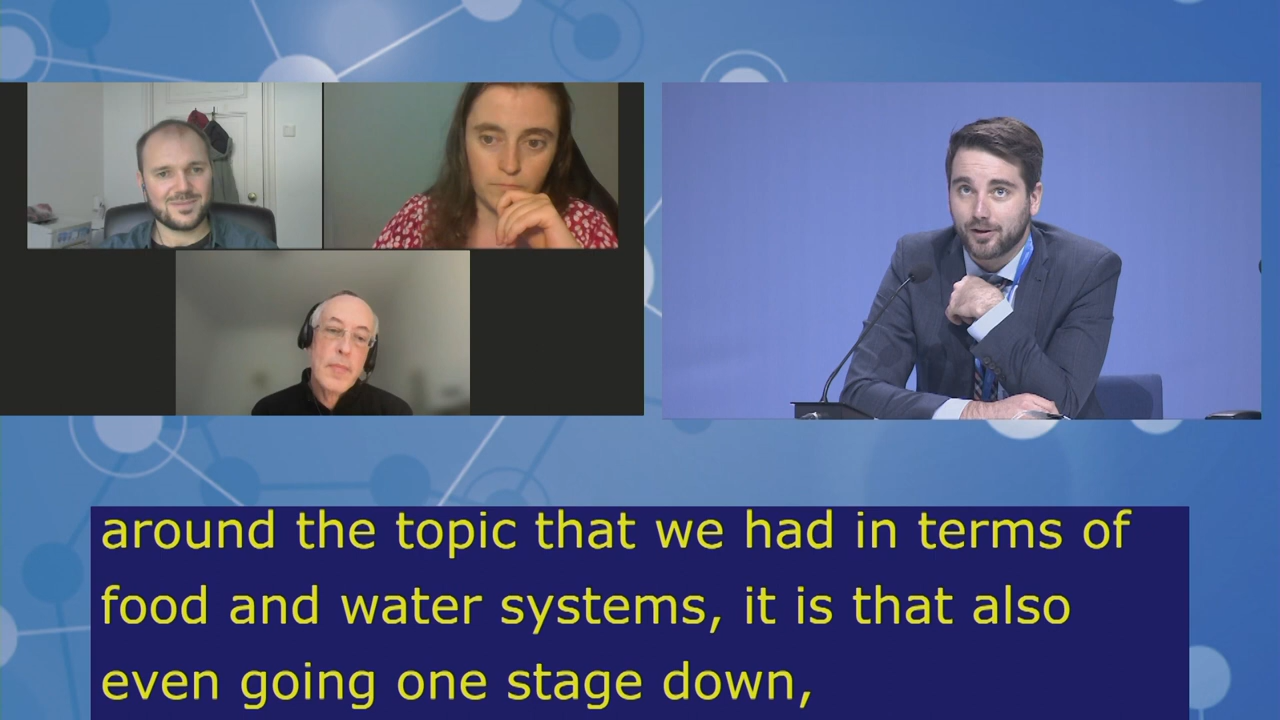 around the topic that we had in terms of
food and water systems, it is that also
even going one stage down,